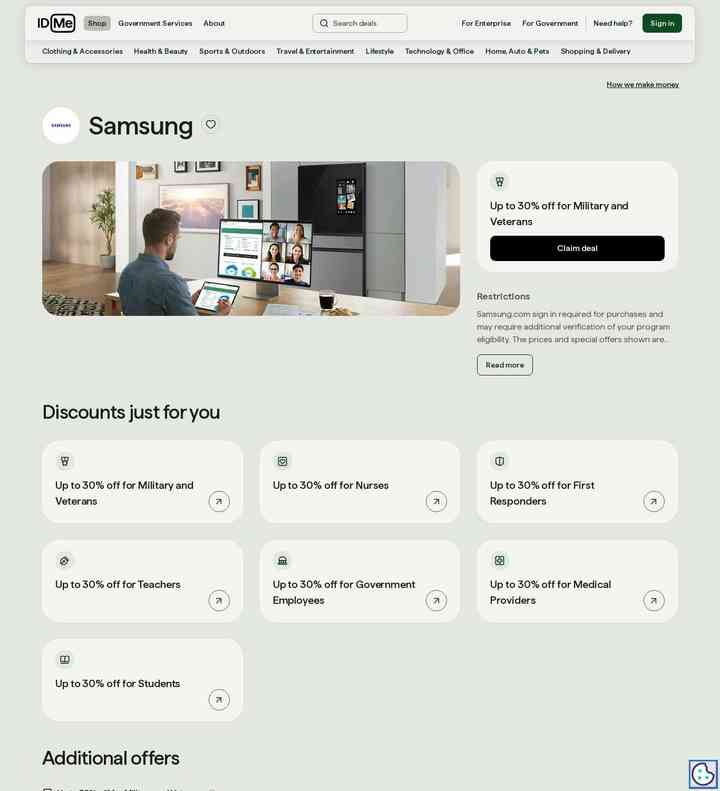 ID.Me
Shop
Government Services
About
Search deals
For Enterprise
For Government
Need help?
Sign in
Clothing & Accessories
Health & Beauty
Sports & Outdoors
Travel & Entertainment
Lifestyle
Technology & Office
Home, Auto & Pets
Shopping & Delivery
How we make money
SAMSUNG
Samsung
Up to 30% off for Military and
Veterans
Claim deal
Restrictions
Samsung.com sign in required for purchases and
may require additional verification of your program
eligibility. The prices and special offers shown are...
Read more
Discounts just for you
Up to 30% off for Military and
Veterans
Up to 30% off for Nurses
Up to 30% off for First
Responders
Up to 30% off for Teachers
Up to 30% off for Government
Employees
Up to 30% off for Medical
Providers
Up to 30% off for Students
Additional offers